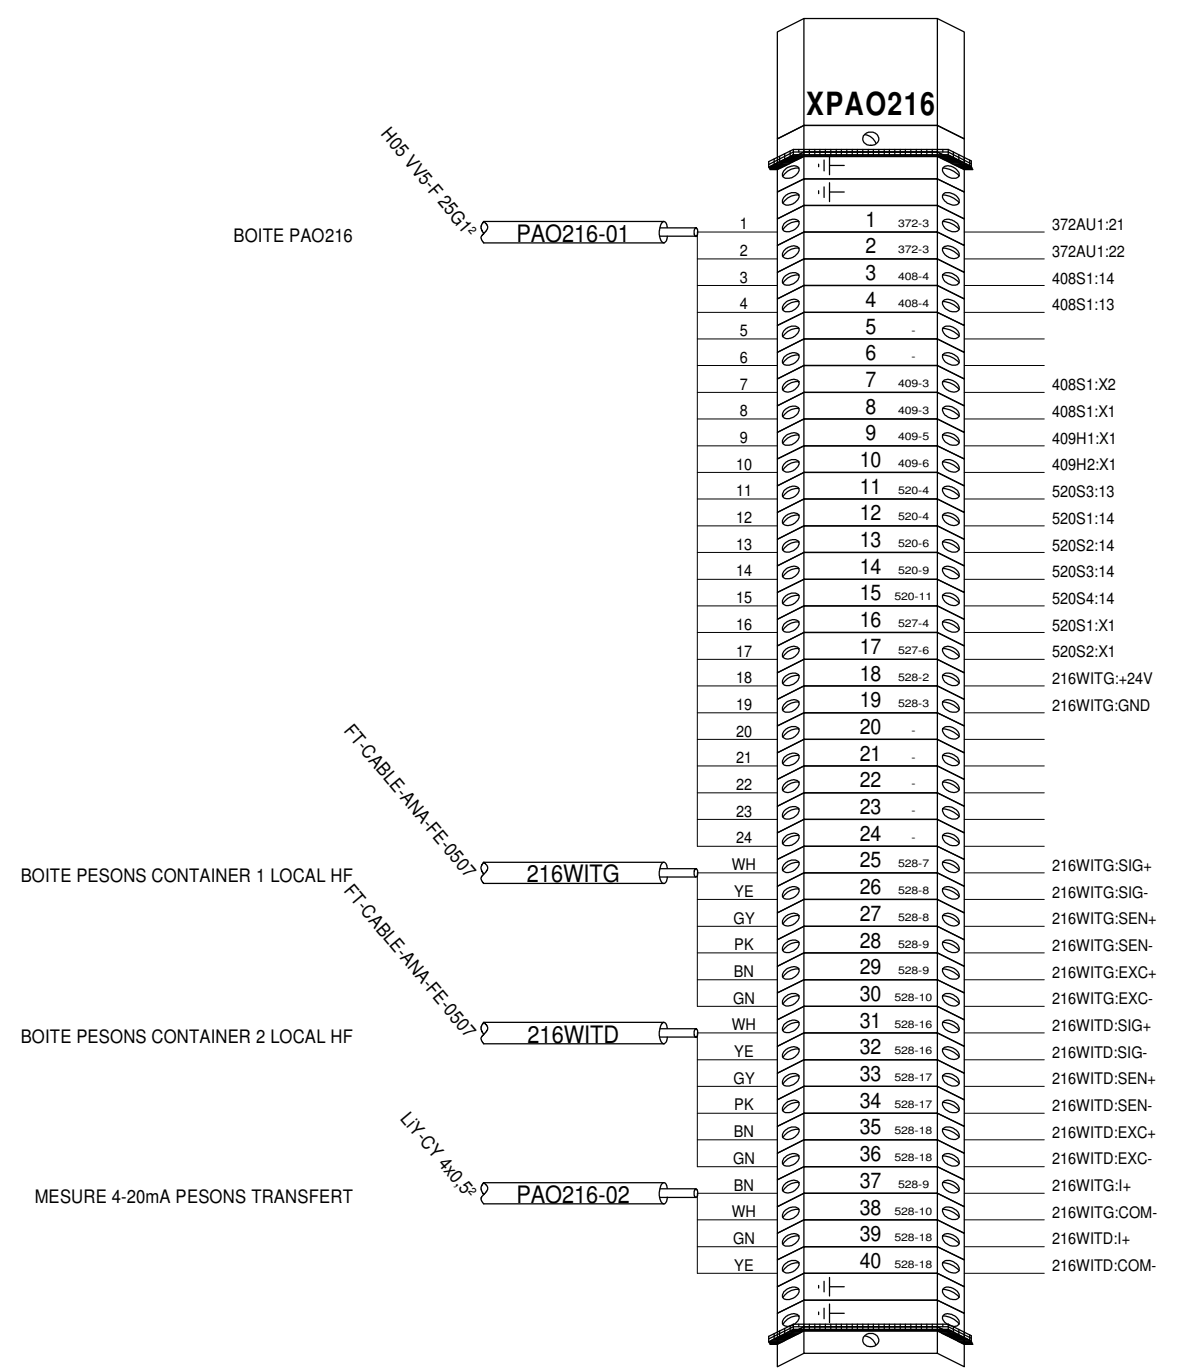 XPAO216
H05 VV5-F 25G1²
BOITE PAO216
PAO216-01
1 1 372-3 372AU1:21
2 2 372-3 372AU1:22
3 3 408-4 408S1:14
4 4 408-4 408S1:13
5 5 -
6 6 -
7 7 409-3 408S1:X2
8 8 409-3 408S1:X1
9 9 409-5 409H1:X1
10 10 409-6 409H2:X1
11 11 520-4 520S3:13
12 12 520-4 520S1:14
13 13 520-6 520S2:14
14 14 520-9 520S3:14
15 15 520-11 520S4:14
16 16 527-4 520S1:X1
17 17 527-6 520S2:X1
18 18 528-2 216WITG:+24V
19 19 528-3 216WITG:GND
20 20 -
21 21 -
22 22 -
23 23 -
24 24 -
FT-CABLE-ANA-FE-0507
BOITE PESONS CONTAINER 1 LOCAL HF
216WITG
WH 25 528-7 216WITG:SIG+
YE 26 528-8 216WITG:SIG-
GY 27 528-8 216WITG:SEN+
PK 28 528-9 216WITG:SEN-
BN 29 528-9 216WITG:EXC+
GN 30 528-10 216WITG:EXC-
FT-CABLE-ANA-FE-0507
BOITE PESONS CONTAINER 2 LOCAL HF
216WITD
WH 31 528-16 216WITD:SIG+
YE 32 528-16 216WITD:SIG-
GY 33 528-17 216WITD:SEN+
PK 34 528-17 216WITD:SEN-
BN 35 528-18 216WITD:EXC+
GN 36 528-18 216WITD:EXC-
LiY-CY 4x0,5²
MESURE 4-20mA PESONS TRANSFERT
PAO216-02
BN 37 528-9 216WITG:I+
WH 38 528-10 216WITG:COM-
GN 39 528-18 216WITD:I+
YE 40 528-18 216WITD:COM-